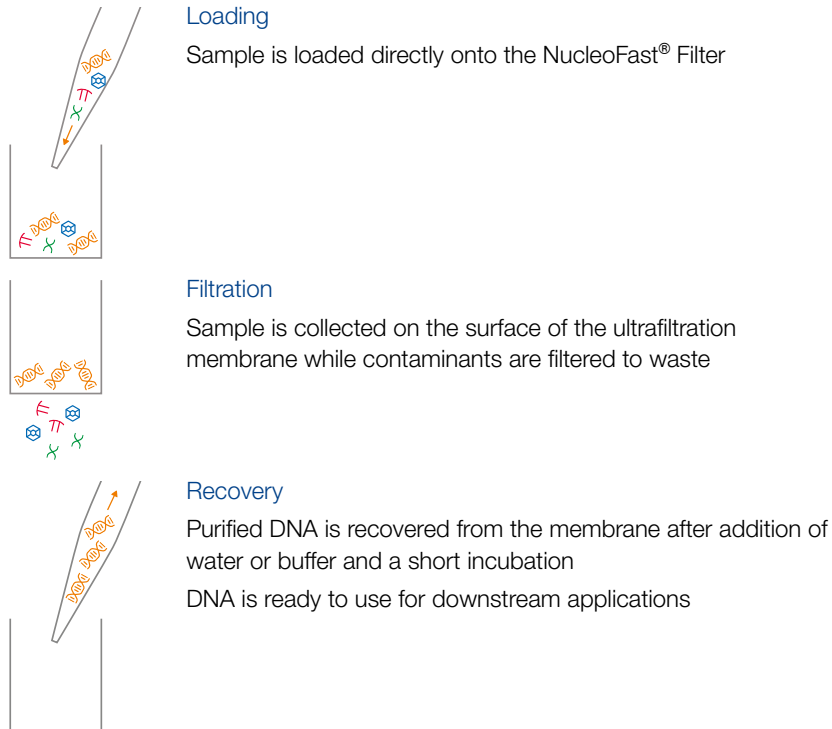 Loading
Sample is loaded directly onto the NucleoFast® Filter
Filtration
Sample is collected on the surface of the ultrafiltration
membrane while contaminants are filtered to waste
Recovery
Purified DNA is recovered from the membrane after addition of
water or buffer and a short incubation
DNA is ready to use for downstream applications